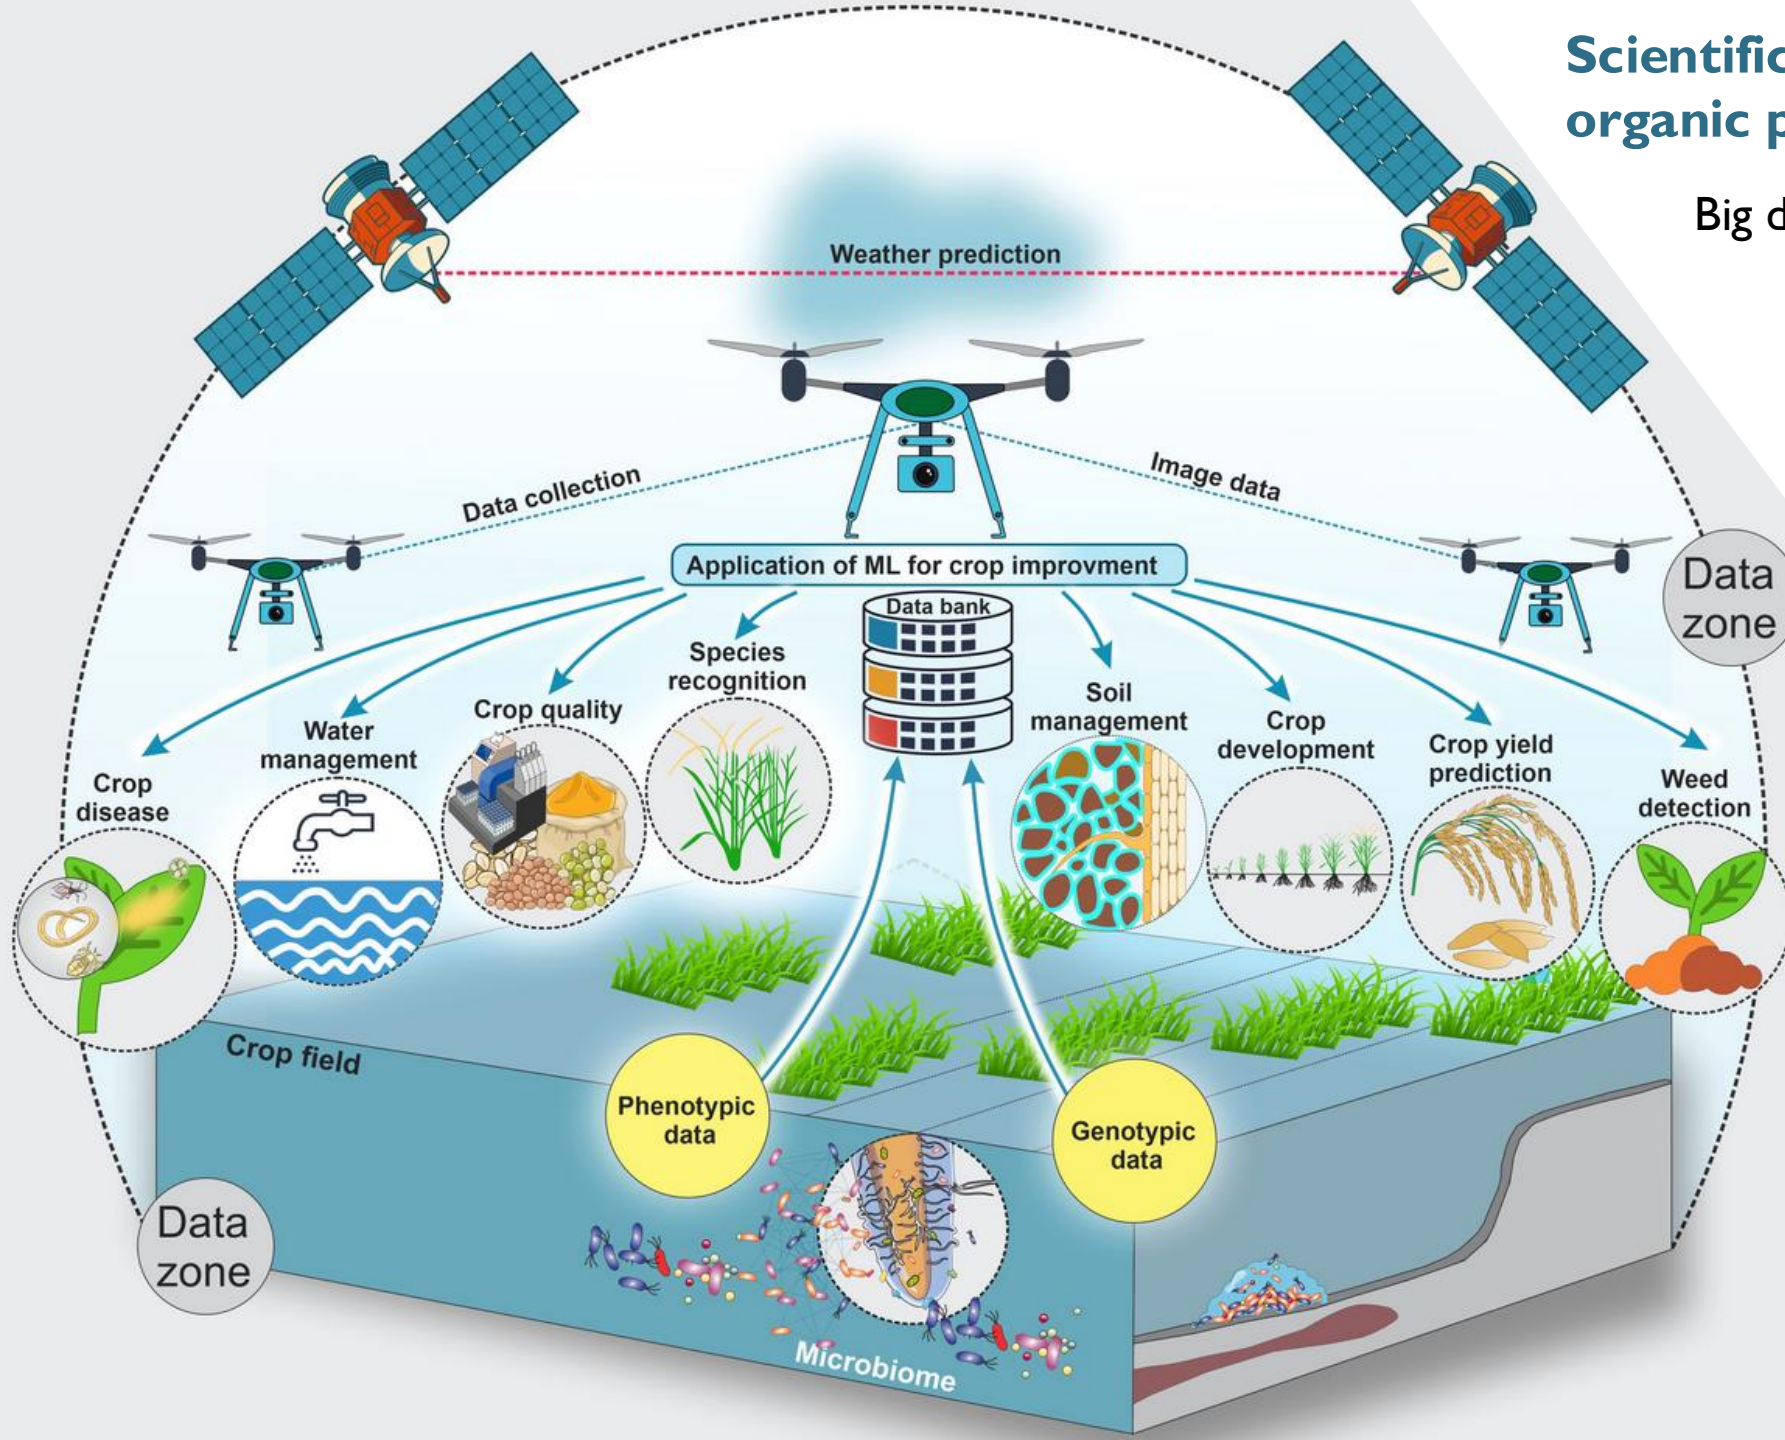 Scientific
organic p
Big d
Weather prediction
Data collection
Image data
Application of ML for crop improvment
Data bank
Data
zone
Species
recognition
Crop quality
Water
management
Crop
disease
Soil
management
Crop
development
Crop yield
prediction
Weed
detection
Crop field
Phenotypic
data
Genotypic
data
Data
zone
Microbiome